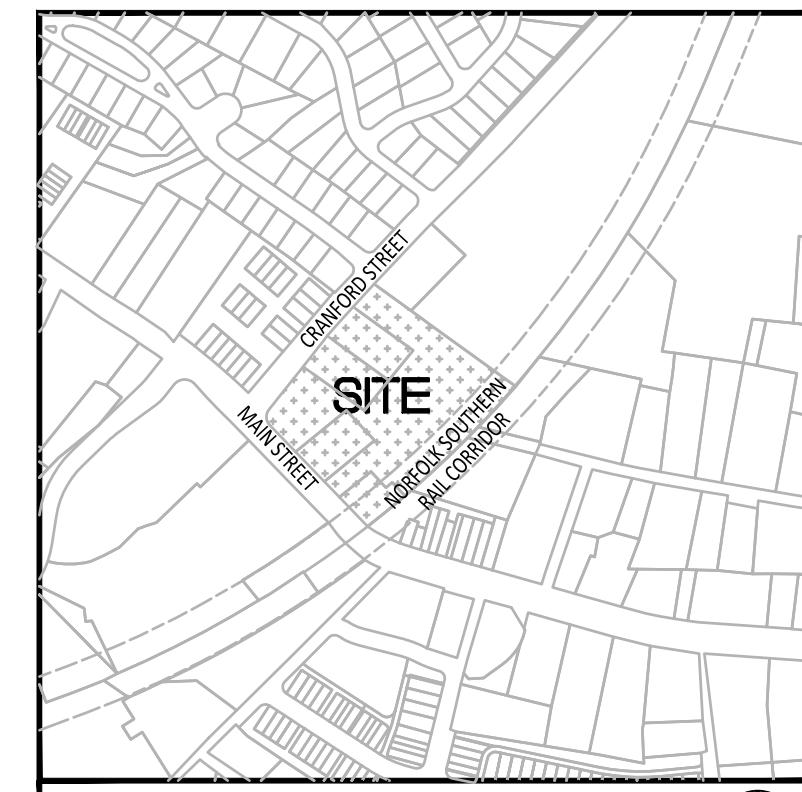 CRANFORD STREET
SITE
MAIN STREET
NORFOLK SOUTHERN
RAIL CORRIDOR